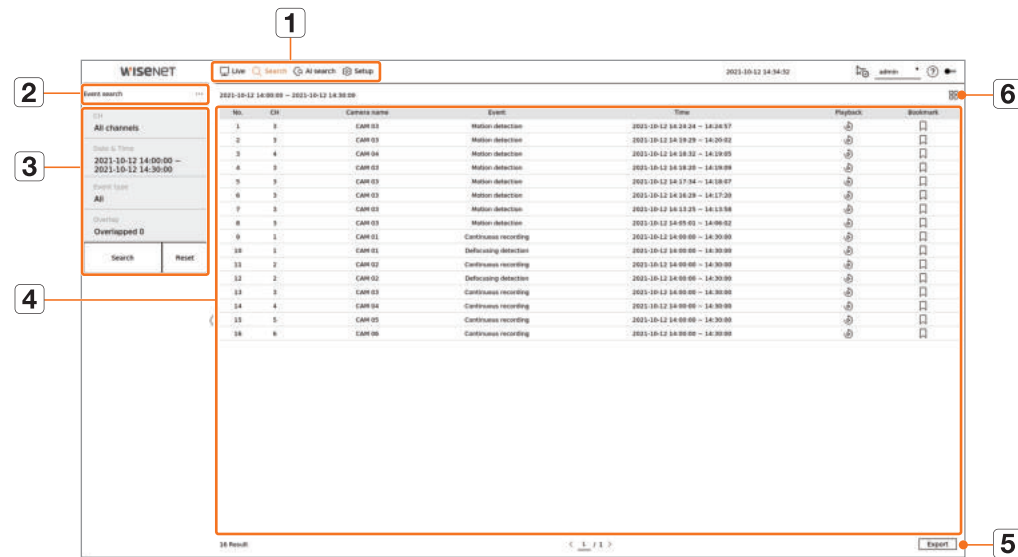 1
WISENET Live Search AI search Setup 2021-10-12 14:34:32 admin ?
2
Event search ... 2021-10-12 14:00:00 ~ 2021-10-12 14:30:00
6
3
CH
All channels
Date & Time
2021-10-12 14:00:00 ~
2021-10-12 14:30:00
Event type
All
Overlap
Overlapped 0
Search Reset
4
No. CH Camera name Event Time Playback Bookmark
1 3 CAM 03 Motion detection 2021-10-12 14:24:24 ~ 14:24:57
2 3 CAM 03 Motion detection 2021-10-12 14:19:29 ~ 14:20:02
3 4 CAM 04 Motion detection 2021-10-12 14:18:32 ~ 14:19:05
4 3 CAM 03 Motion detection 2021-10-12 14:18:20 ~ 14:19:09
5 3 CAM 03 Motion detection 2021-10-12 14:17:34 ~ 14:18:07
6 3 CAM 03 Motion detection 2021-10-12 14:16:29 ~ 14:17:20
7 3 CAM 03 Motion detection 2021-10-12 14:13:25 ~ 14:13:58
8 3 CAM 03 Motion detection 2021-10-12 14:05:01 ~ 14:06:02
9 1 CAM 01 Continuous recording 2021-10-12 14:00:00 ~ 14:30:00
10 1 CAM 01 Defocusing detection 2021-10-12 14:00:00 ~ 14:30:00
11 2 CAM 02 Continuous recording 2021-10-12 14:00:00 ~ 14:30:00
12 2 CAM 02 Defocusing detection 2021-10-12 14:00:00 ~ 14:30:00
13 3 CAM 03 Continuous recording 2021-10-12 14:00:00 ~ 14:30:00
14 4 CAM 04 Continuous recording 2021-10-12 14:00:00 ~ 14:30:00
15 5 CAM 05 Continuous recording 2021-10-12 14:00:00 ~ 14:30:00
16 6 CAM 06 Continuous recording 2021-10-12 14:00:00 ~ 14:30:00
16 Result < 1 / 1 > Export
5